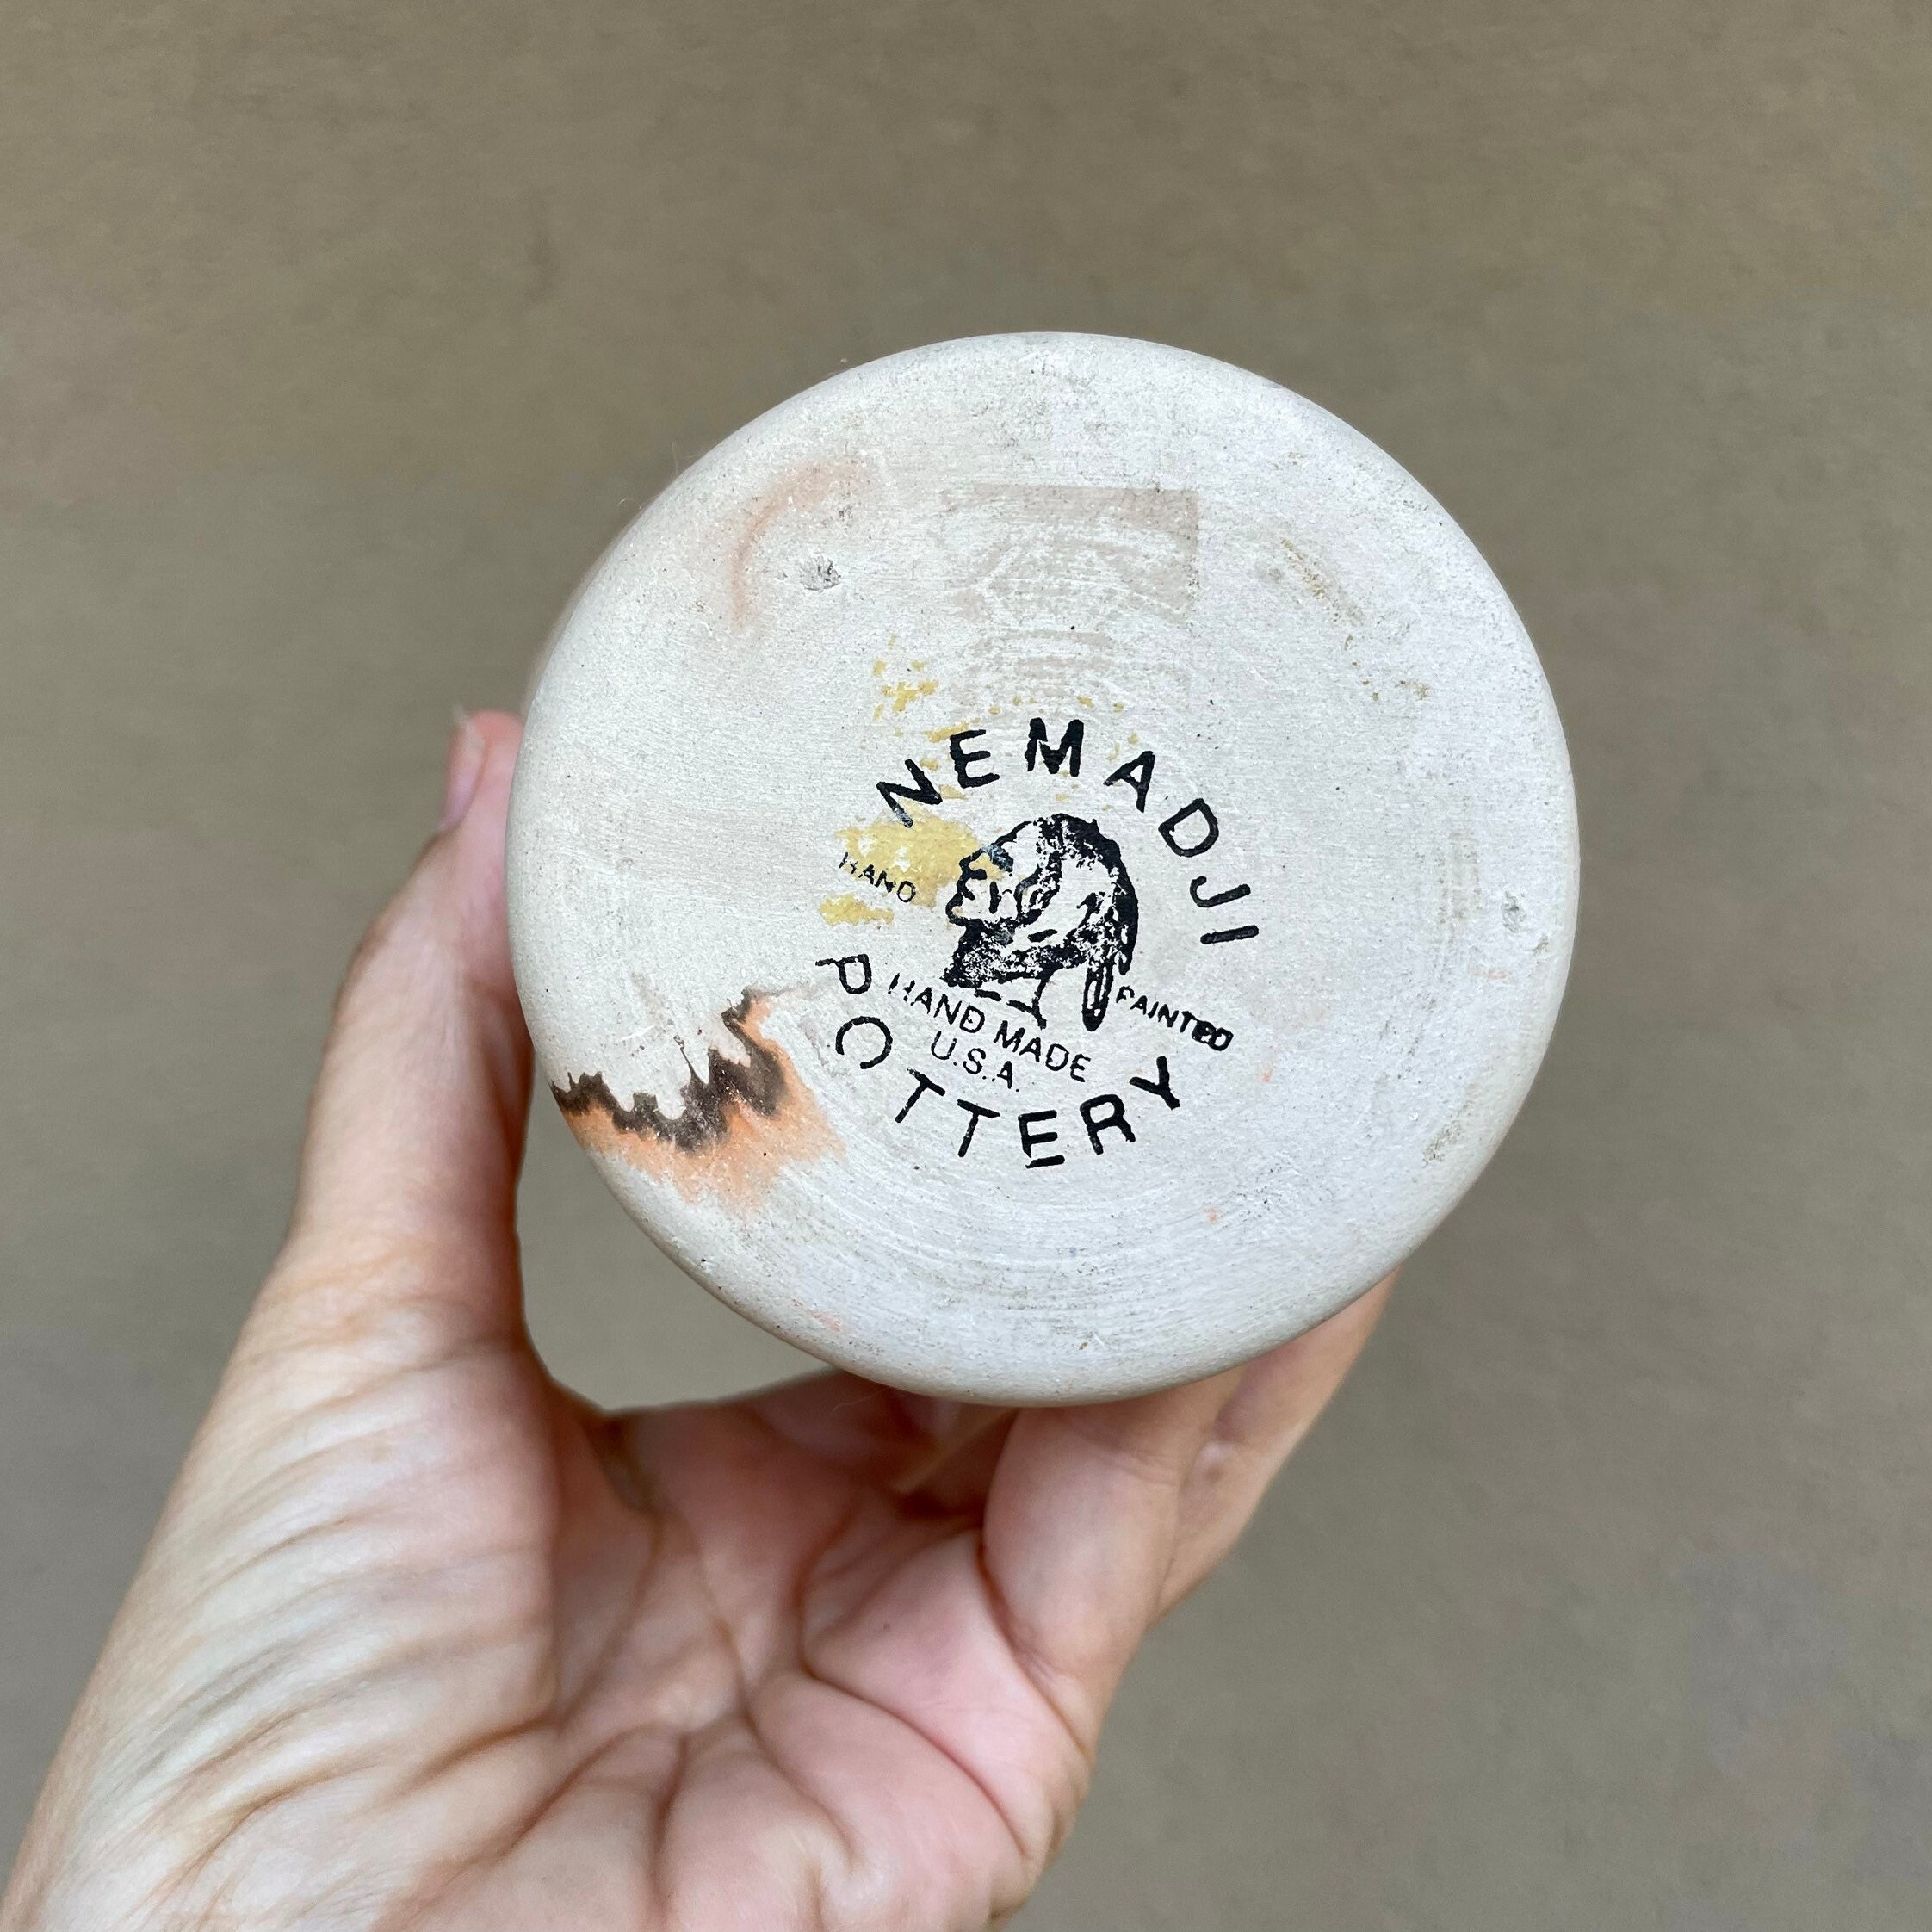 NEMADJI
HAND PAINTED
HAND MADE
U.S.A.
POTTERY